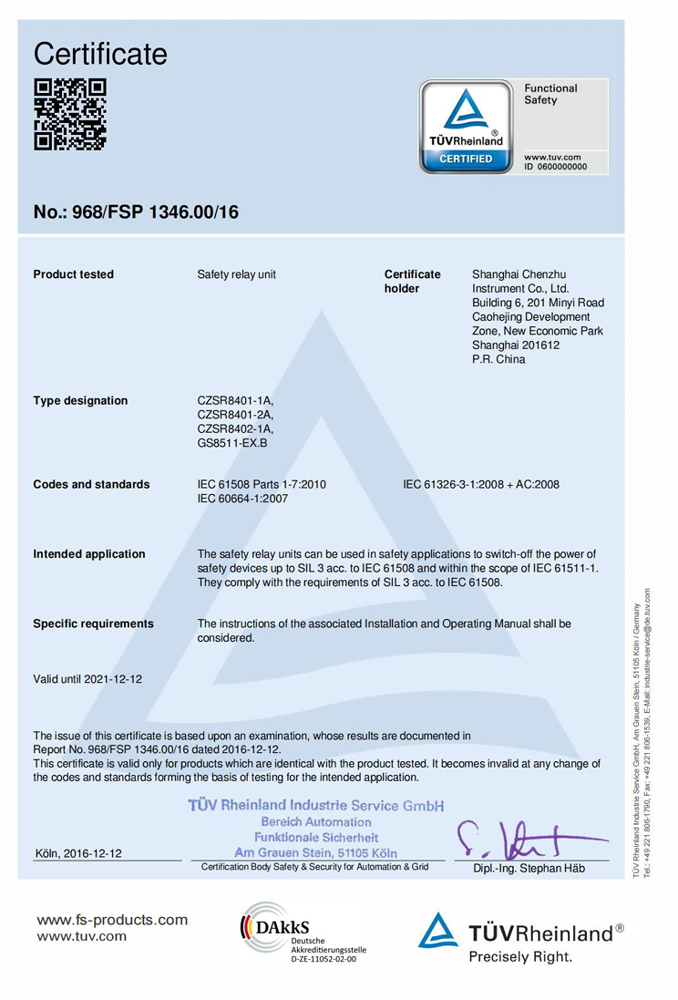 Certificate
Functional
Safety
TÜVRheinland®
CERTIFIED
www.tuv.com
ID 0600000000
No.: 968/FSP 1346.00/16
Product tested
Safety relay unit
Certificate
holder
Shanghai Chenzhu
Instrument Co., Ltd.
Building 6, 201 Minyi Road
Caohejing Development
Zone, New Economic Park
Shanghai 201612
P.R. China
Type designation
CZSR8401-1A,
CZSR8401-2A,
CZSR8402-1A,
GS8511-EX.B
Codes and standards
IEC 61508 Parts 1-7:2010
IEC 60664-1:2007
IEC 61326-3-1:2008 + AC:2008
Intended application
The safety relay units can be used in safety applications to switch-off the power of
safety devices up to SIL 3 acc. to IEC 61508 and within the scope of IEC 61511-1.
They comply with the requirements of SIL 3 acc. to IEC 61508.
Specific requirements
The instructions of the associated Installation and Operating Manual shall be
considered.
Valid until 2021-12-12
The issue of this certificate is based upon an examination, whose results are documented in
Report No. 968/FSP 1346.00/16 dated 2016-12-12.
This certificate is valid only for products which are identical with the product tested. It becomes invalid at any change of
the codes and standards forming the basis of testing for the intended application.
TÜV Rheinland Industrie Service GmbH
Bereich Automation
Funktionale Sicherheit
Am Grauen Stein, 51105 Köln
Köln, 2016-12-12
Certification Body Safety & Security for Automation & Grid
Dipl.-Ing. Stephan Häb
TÜV Rheinland Industrie Service GmbH, Am Grauen Stein, 51105 Köln / Germany
Tel.: +49 221 806-1790, Fax: +49 221 806-1539, E-Mail: industrie-service@de.tuv.com
www.fs-products.com
www.tuv.com
DAkkS
Deutsche
Akkreditierungsstelle
D-ZE-11052-02-00
TÜVRheinland®
Precisely Right.